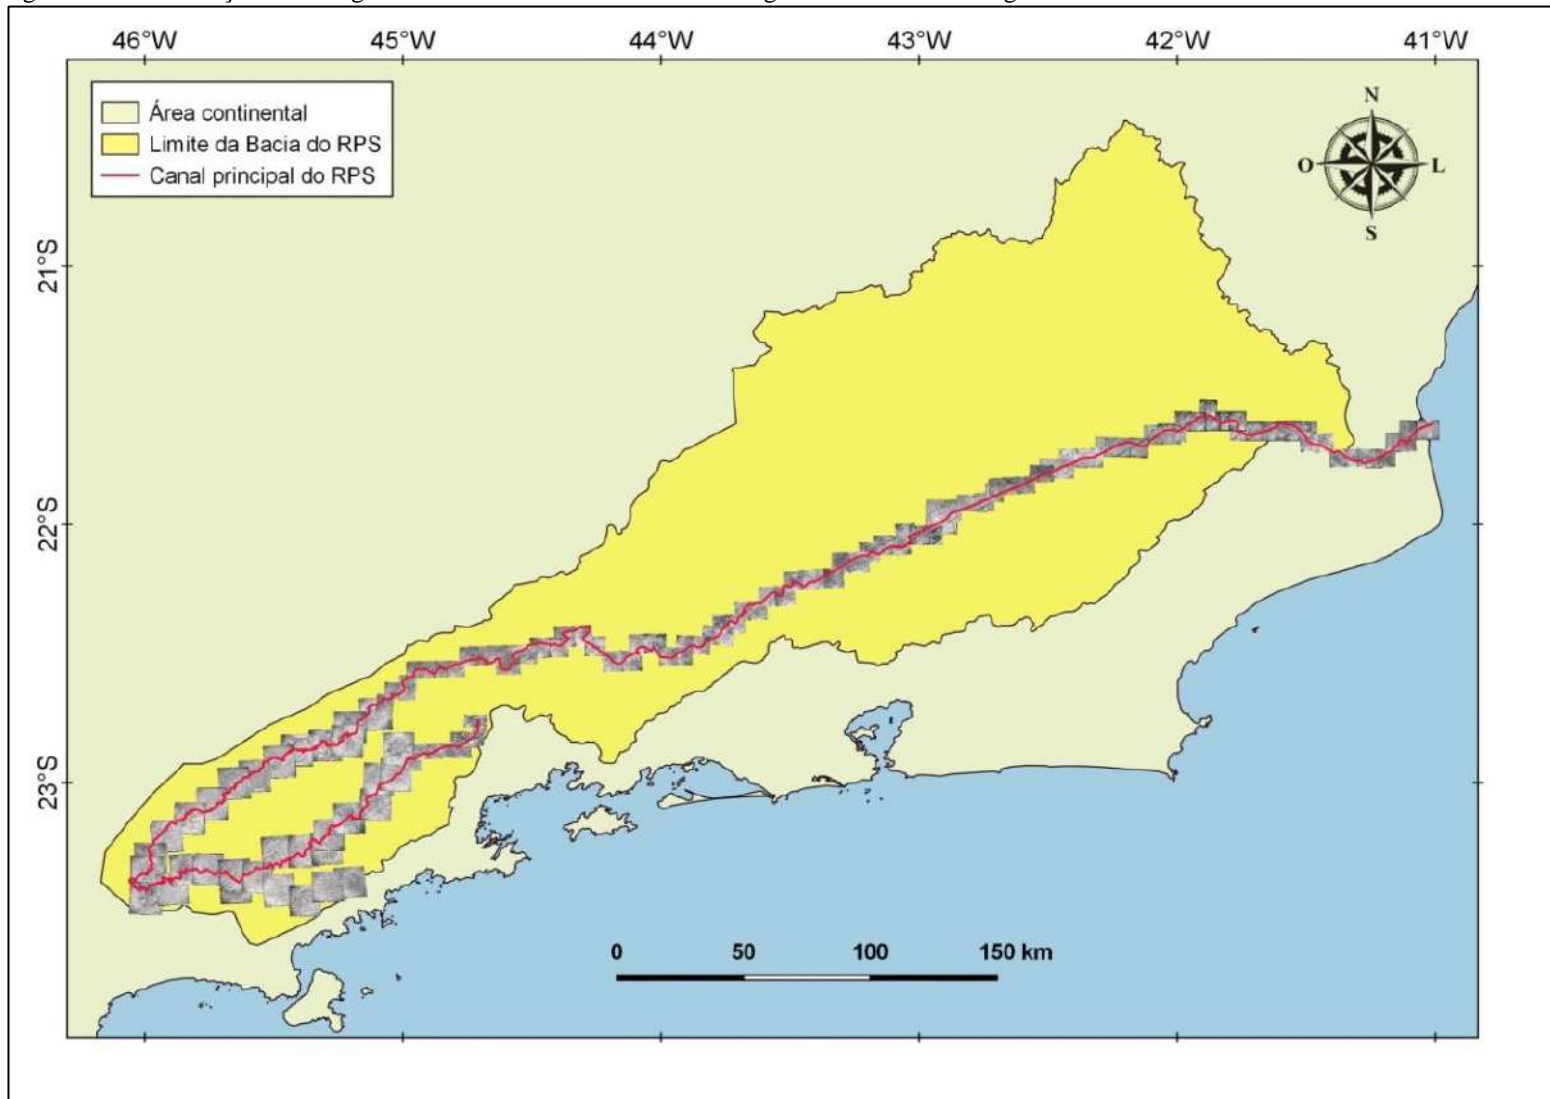 46°W 45°W 44°W 43°W 42°W 41°W
Área continental
Limite da Bacia do RPS
Canal principal do RPS
N
O L
S
21°S
22°S
23°S
0 50 100 150 km